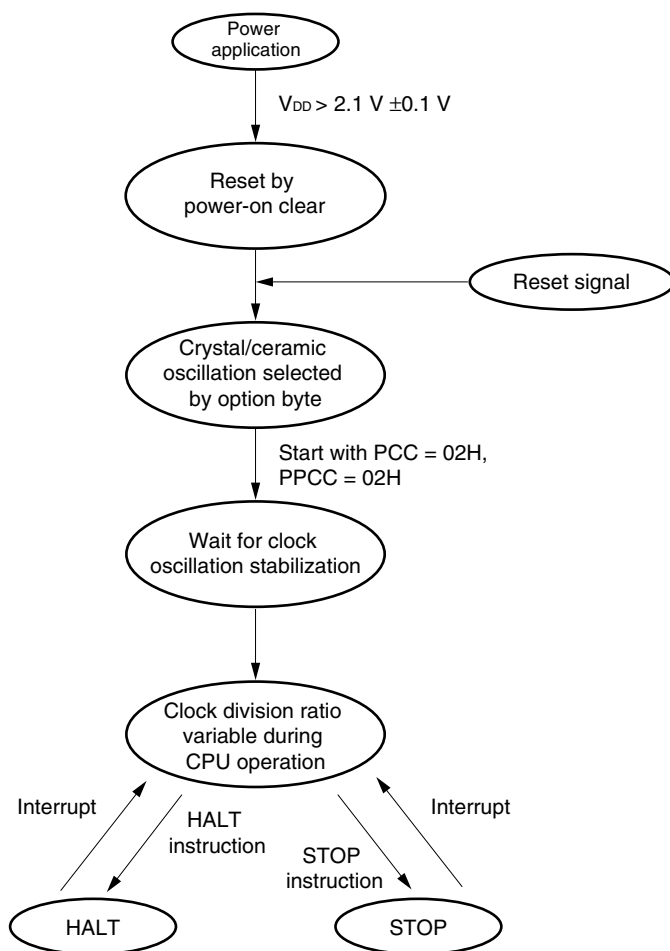 Power
application
VDD > 2.1 V ±0.1 V
Reset by
power-on clear
Reset signal
Crystal/ceramic
oscillation selected
by option byte
Start with PCC = 02H,
PPCC = 02H
Wait for clock
oscillation stabilization
Clock division ratio
variable during
CPU operation
Interrupt
HALT
instruction
STOP
instruction
Interrupt
HALT
STOP